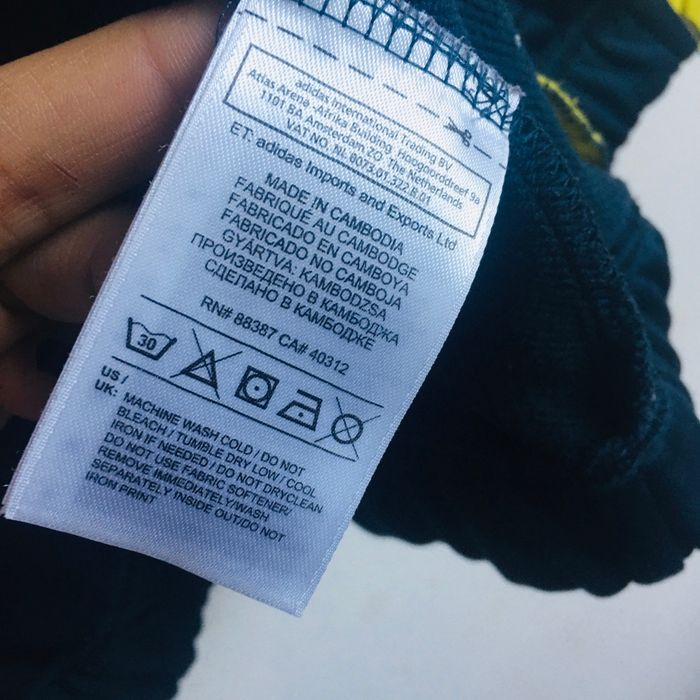 adidas International Trading BV
Atlas Arena -Afrika Building Hoogoorddreef 9a
1101 BA Amsterdam ZO The Netherlands
VAT NO. NL 8073.01.322.B.01
ET: adidas Imports and Exports Ltd
MADE IN CAMBODIA
FABRIQUÉ AU CAMBODGE
FABRICADO EN CAMBOYA
FABRICADO NO CAMBOJA
GYÁRTVA: KAMBODZSA
ПРОИЗВЕДЕНО В КАМБОДЖА
СДЕЛАНО В КАМБОДЖЕ
RN# 88387 CA# 40312
30
US /
UK: MACHINE WASH COLD / DO NOT
BLEACH / TUMBLE DRY LOW / COOL
IRON IF NEEDED / DO NOT DRYCLEAN
DO NOT USE FABRIC SOFTENER/
REMOVE IMMEDIATELY/WASH
SEPARATELY INSIDE OUT/DO NOT
IRON PRINT